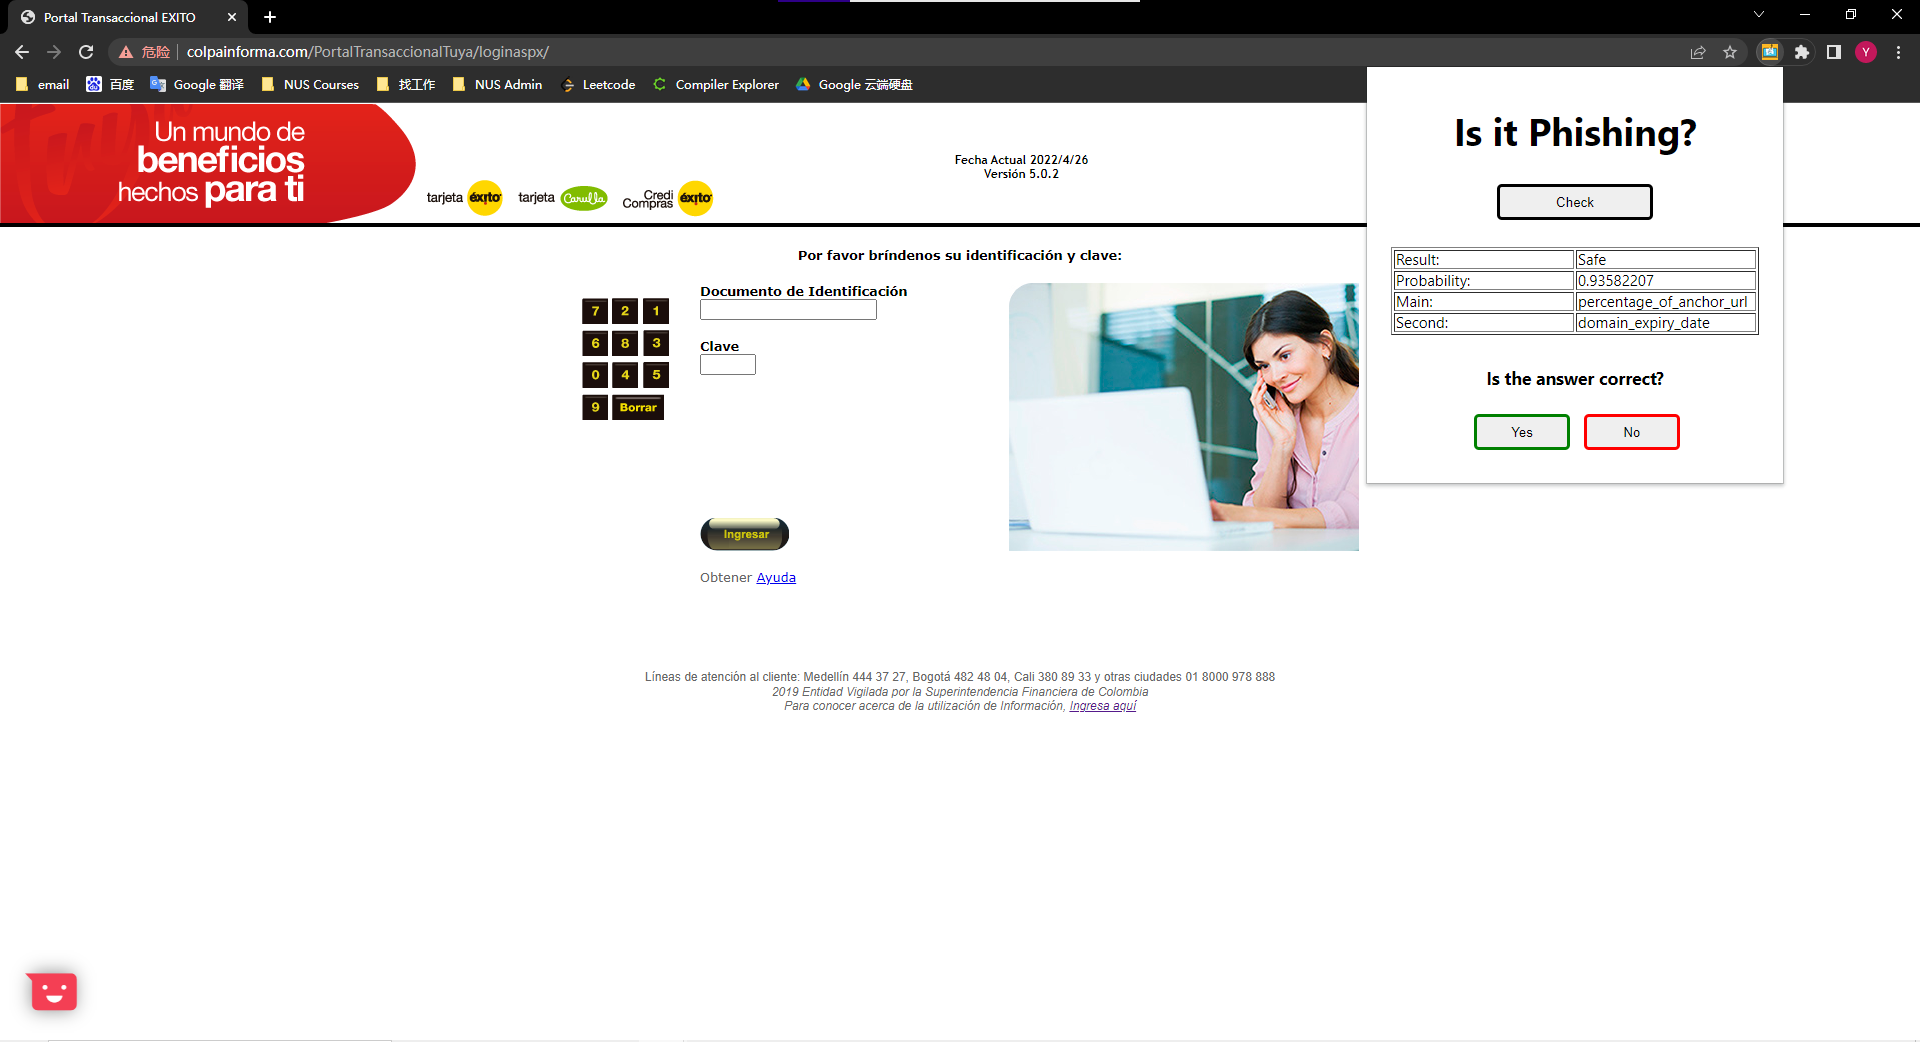 Portal Transaccional EXITO
危险 colpainforma.com/PortalTransaccionalTuya/loginaspx/
Y
email 百度 Google 翻译 NUS Courses 找工作 NUS Admin Leetcode Compiler Explorer Google 云端硬盘
Un mundo de
beneficios
hechos para ti
tarjeta éxito tarjeta Carulla Credi Compras éxito
Fecha Actual 2022/4/26
Versión 5.0.2
Is it Phishing?
Check
Result: Safe
Probability: 0.93582207
Main: percentage_of_anchor_url
Second: domain_expiry_date
Is the answer correct?
Yes No
Por favor bríndenos su identificación y clave:
7 2 1
6 8 3
0 4 5
9 Borrar
Documento de Identificación
Clave
Ingresar
Obtener Ayuda
Líneas de atención al cliente: Medellín 444 37 27, Bogotá 482 48 04, Cali 380 89 33 y otras ciudades 01 8000 978 888
2019 Entidad Vigilada por la Superintendencia Financiera de Colombia
Para conocer acerca de la utilización de Información, Ingresa aquí